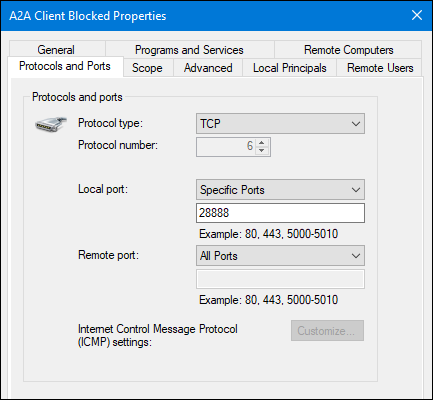 A2A Client Blocked Properties
General Programs and Services Remote Computers
Protocols and Ports Scope Advanced Local Principals Remote Users
Protocols and ports
Protocol type: TCP
Protocol number: 6
Local port: Specific Ports
28888
Example: 80, 443, 5000-5010
Remote port: All Ports
Example: 80, 443, 5000-5010
Internet Control Message Protocol
(ICMP) settings: Customize...